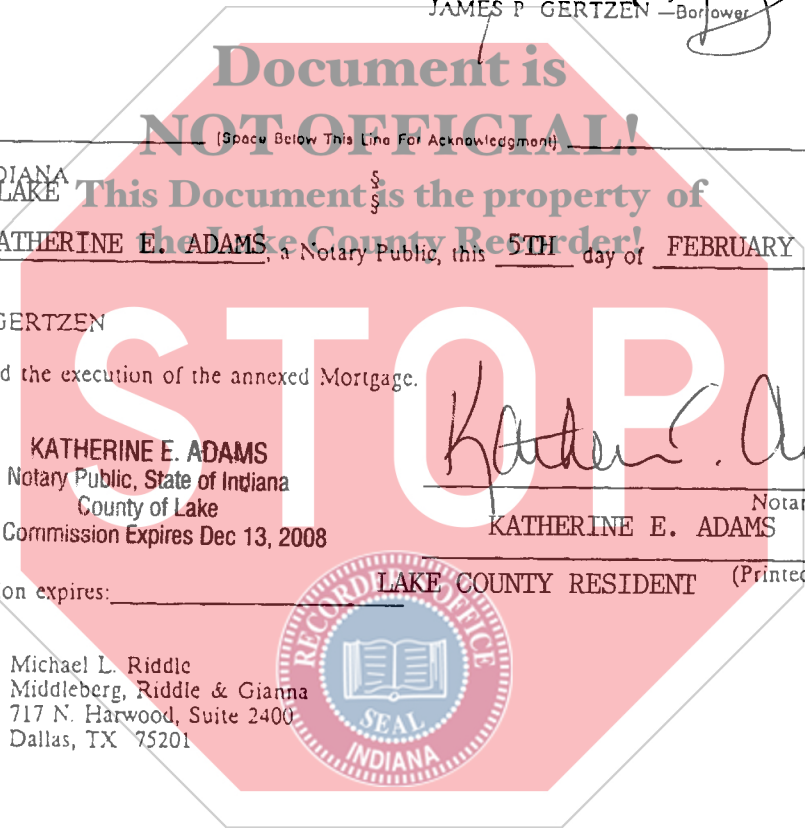 JAMES P GERTZEN —Borrower
Document is
NOT OFFICIAL!
[Space Below This Line For Acknowledgment]
DIANA
LAKE
§
§
This Document is the property of
the Lake County Recorder!
ATHERINE E. ADAMS, a Notary Public, this 5TH day of FEBRUARY
GERTZEN
d the execution of the annexed Mortgage.
STOP
KATHERINE E. ADAMS
Notary Public, State of Indiana
County of Lake
Commission Expires Dec 13, 2008
Notar
KATHERINE E. ADAMS
(Printed
on expires:
LAKE COUNTY RESIDENT
RECORDER'S OFFICE
SEAL
INDIANA
Michael L. Riddle
Middleberg, Riddle & Gianna
717 N. Harwood, Suite 2400
Dallas, TX 75201